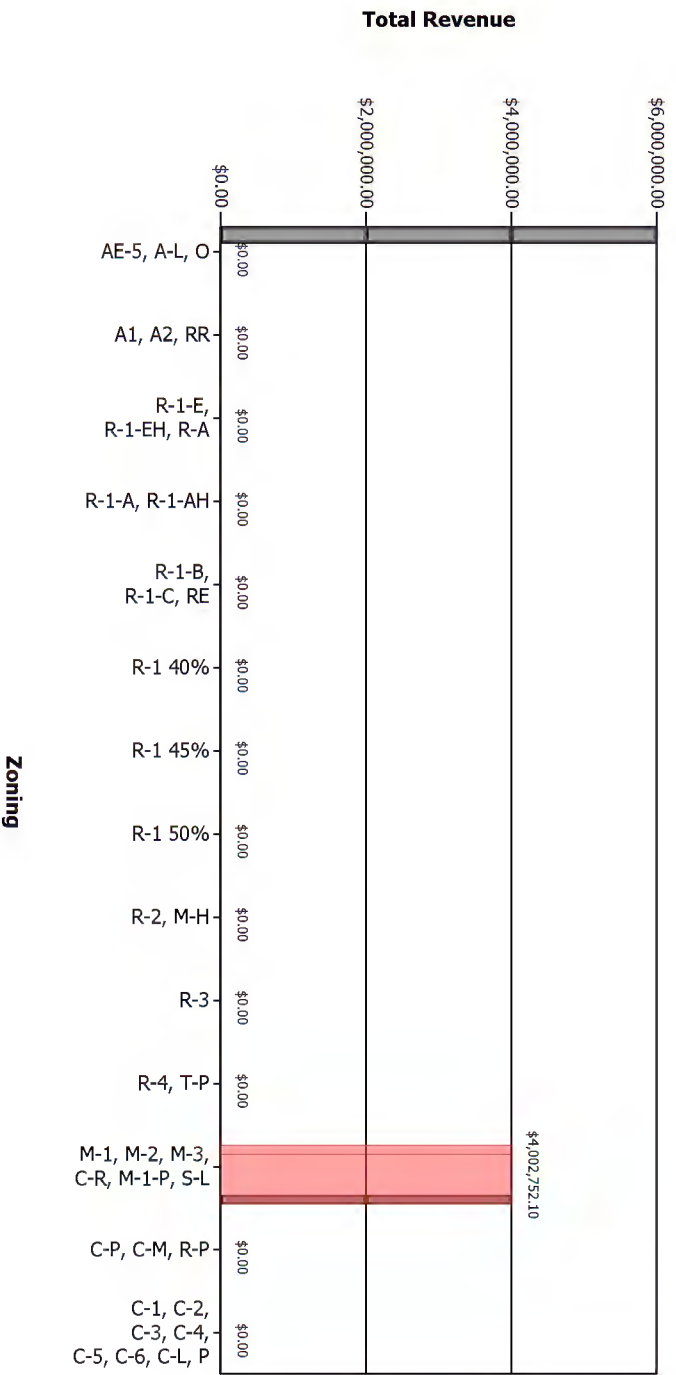 Total Revenue
$6,000,000.00
$4,000,000.00
$2,000,000.00
$0.00
AE-5, A-L, O
$0.00
A1, A2, RR
$0.00
R-1-E,
R-1-EH, R-A
$0.00
R-1-A, R-1-AH
$0.00
R-1-B,
R-1-C, RE
$0.00
R-1 40%
$0.00
R-1 45%
$0.00
R-1 50%
$0.00
R-2, M-H
$0.00
R-3
$0.00
R-4, T-P
$0.00
M-1, M-2, M-3,
C-R, M-1-P, S-L
$4,002,752.10
C-P, C-M, R-P
$0.00
C-1, C-2,
C-3, C-4,
C-5, C-6, C-L, P
$0.00
Zoning